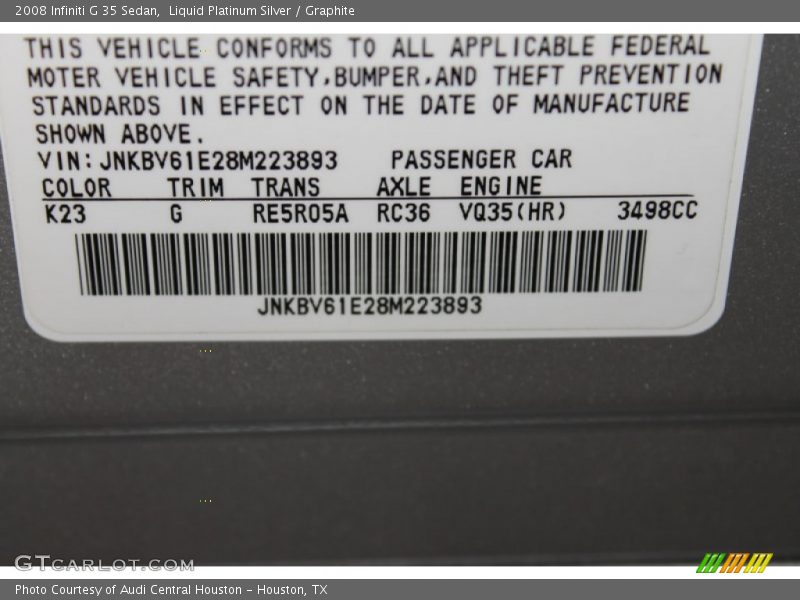 2008 Infiniti G 35 Sedan,  Liquid Platinum Silver / Graphite
THIS VEHICLE CONFORMS TO ALL APPLICABLE FEDERAL
MOTER VEHICLE SAFETY,BUMPER,AND THEFT PREVENTION
STANDARDS IN EFFECT ON THE DATE OF MANUFACTURE
SHOWN ABOVE.
VIN: JNKBV61E28M223893 PASSENGER CAR
COLOR TRIM TRANS AXLE ENGINE
K23 G RE5R05A RC36 VQ35(HR) 3498CC
JNKBV61E28M223893
GTCARLOT.COM
Photo Courtesy of Audi Central Houston - Houston, TX